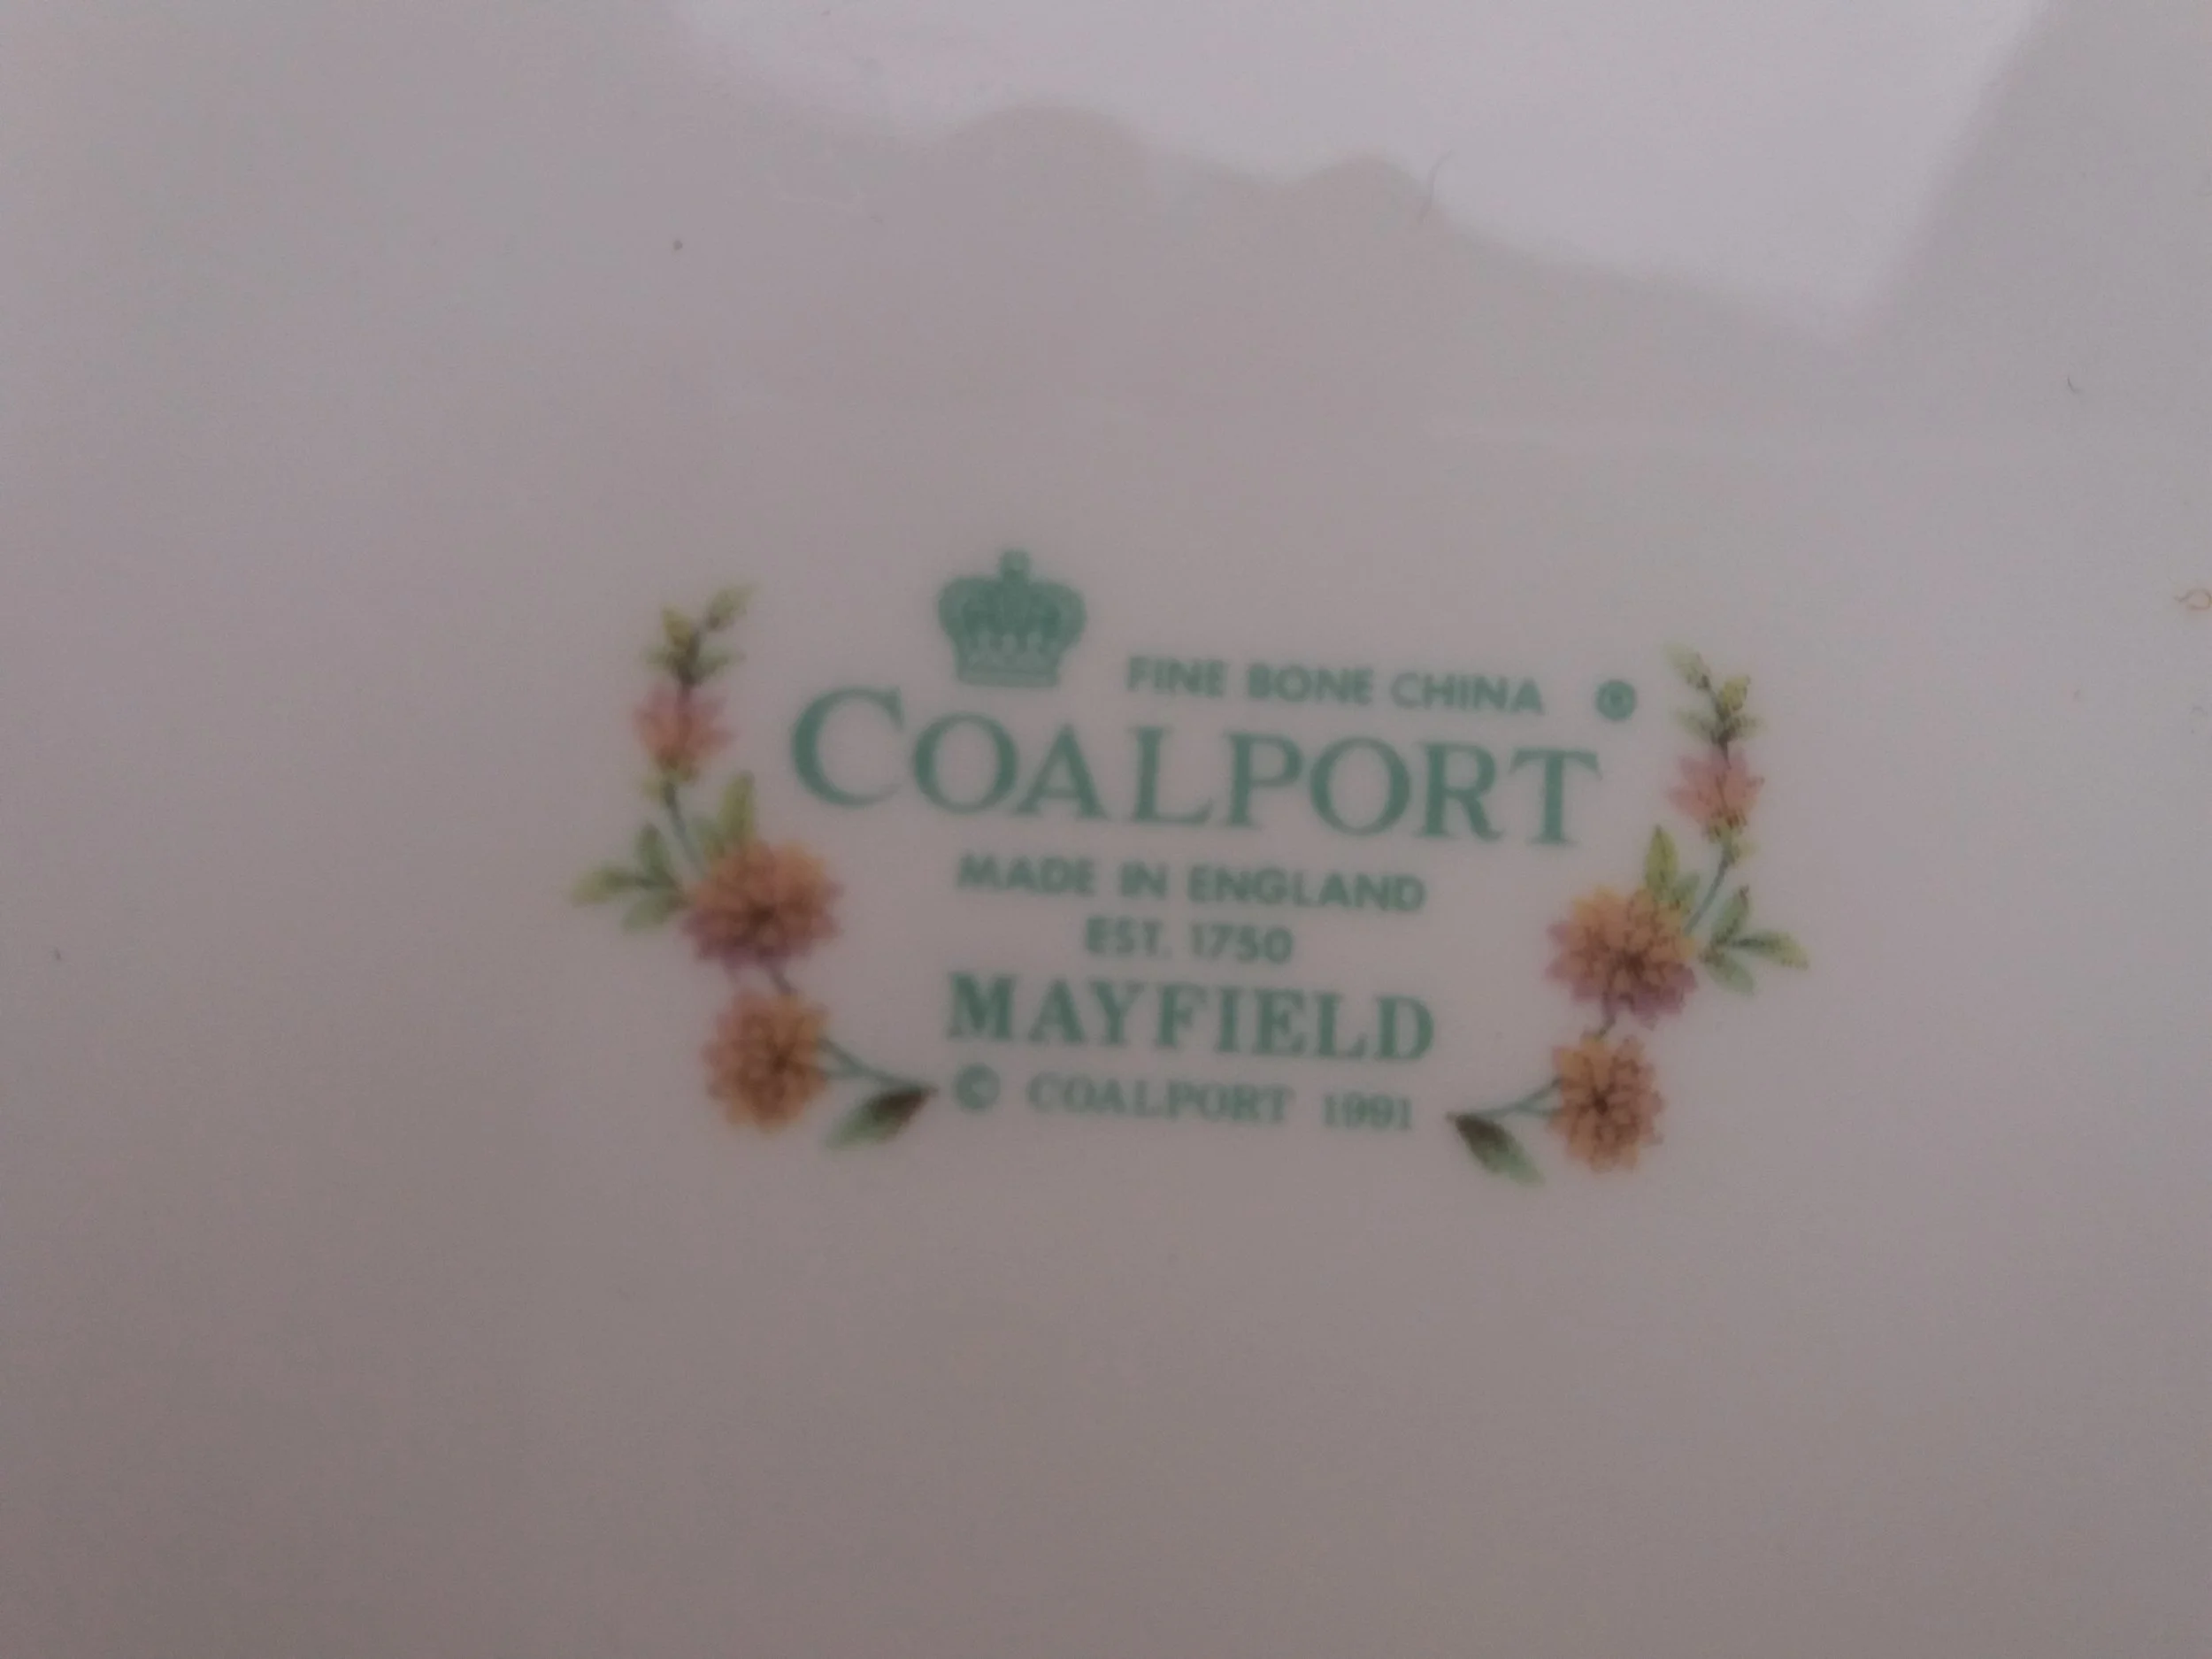 FINE BONE CHINA ®
COALPORT
MADE IN ENGLAND
EST. 1750
MAYFIELD
© COALPORT 1991